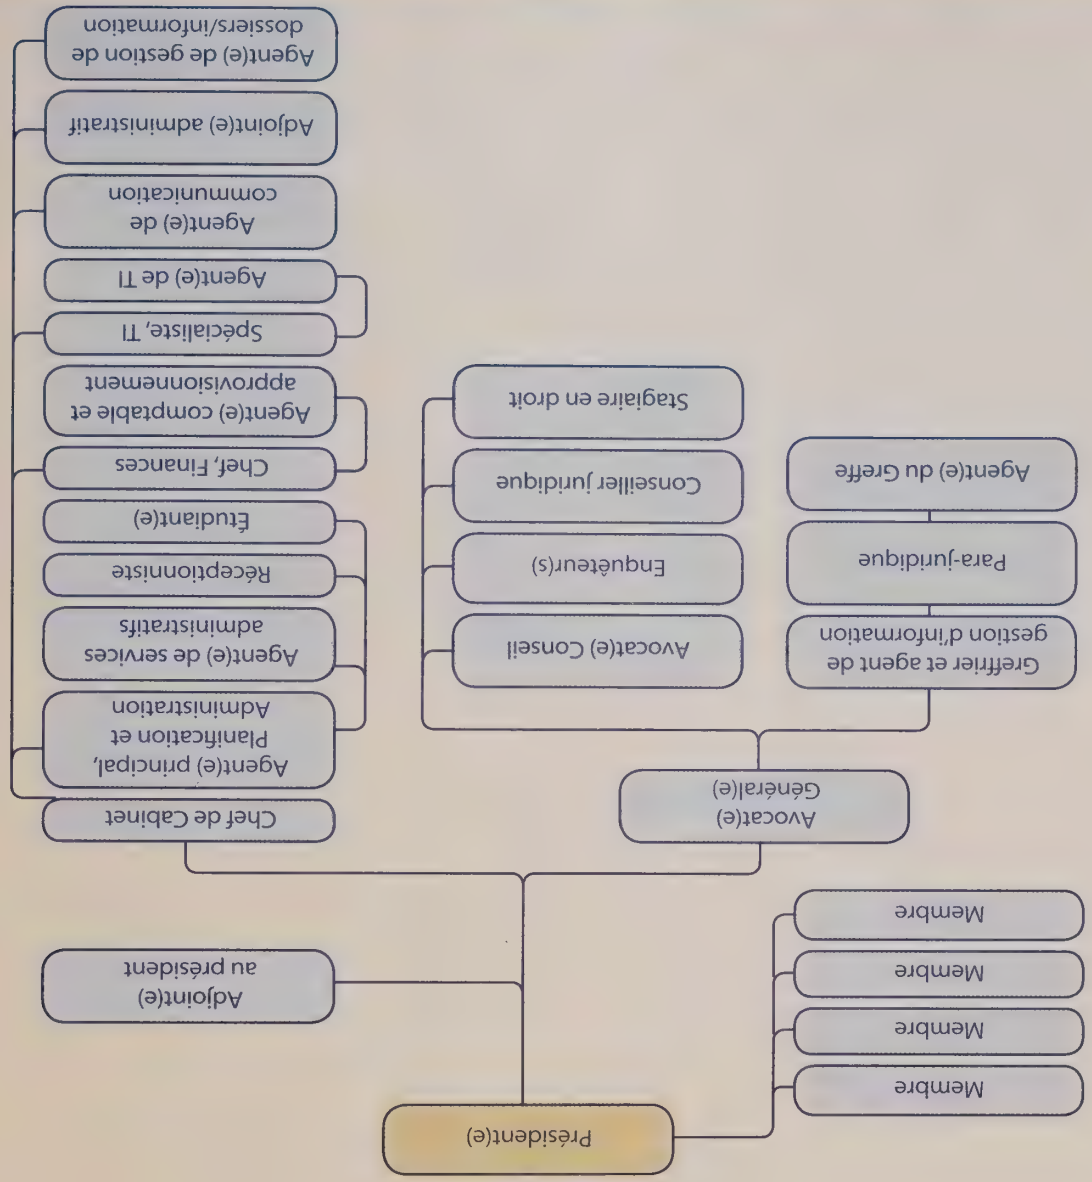 Président(e)
Membre
Membre
Membre
Membre
Adjoint(e)
au président
Avocat(e)
Général(e)
Greffrier et agent de
gestion d'information
Para-juridique
Agent(e) du Greffe
Avocat(e) Conseil
Enquêteur(s)
Conseiller juridique
Stagiaire en droit
Chef de Cabinet
Agent(e) principal,
Planification et
Administration
Agent(e) de services
administratifs
Réceptionniste
Étudiant(e)
Chef, Finances
Agent(e) comptable et
approvisionnement
Spécialiste, TI
Agent(e) de TI
Agent(e) de
communication
Adjoint(e) administratif
Agent(e) de gestion de
dossiers/information